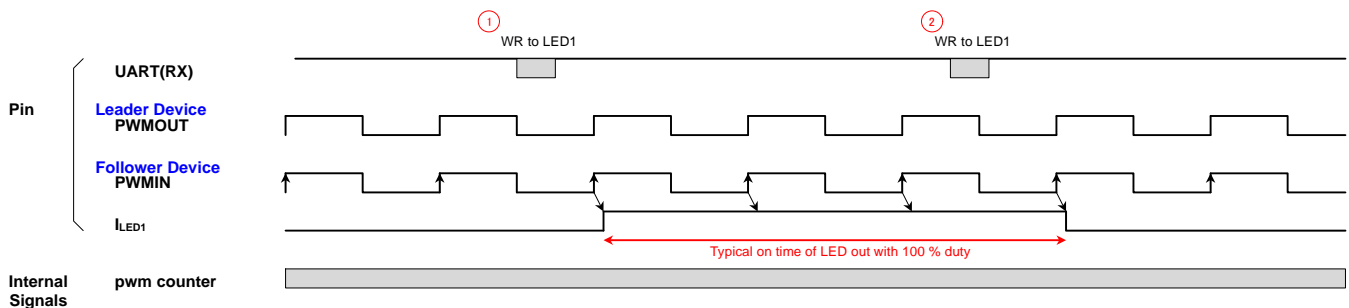 1
WR to LED1
2
WR to LED1
UART(RX)
Pin
Leader Device
PWMOUT
Follower Device
PWMIN
ILED1
Typical on time of LED out with 100 % duty
Internal
Signals
pwm counter